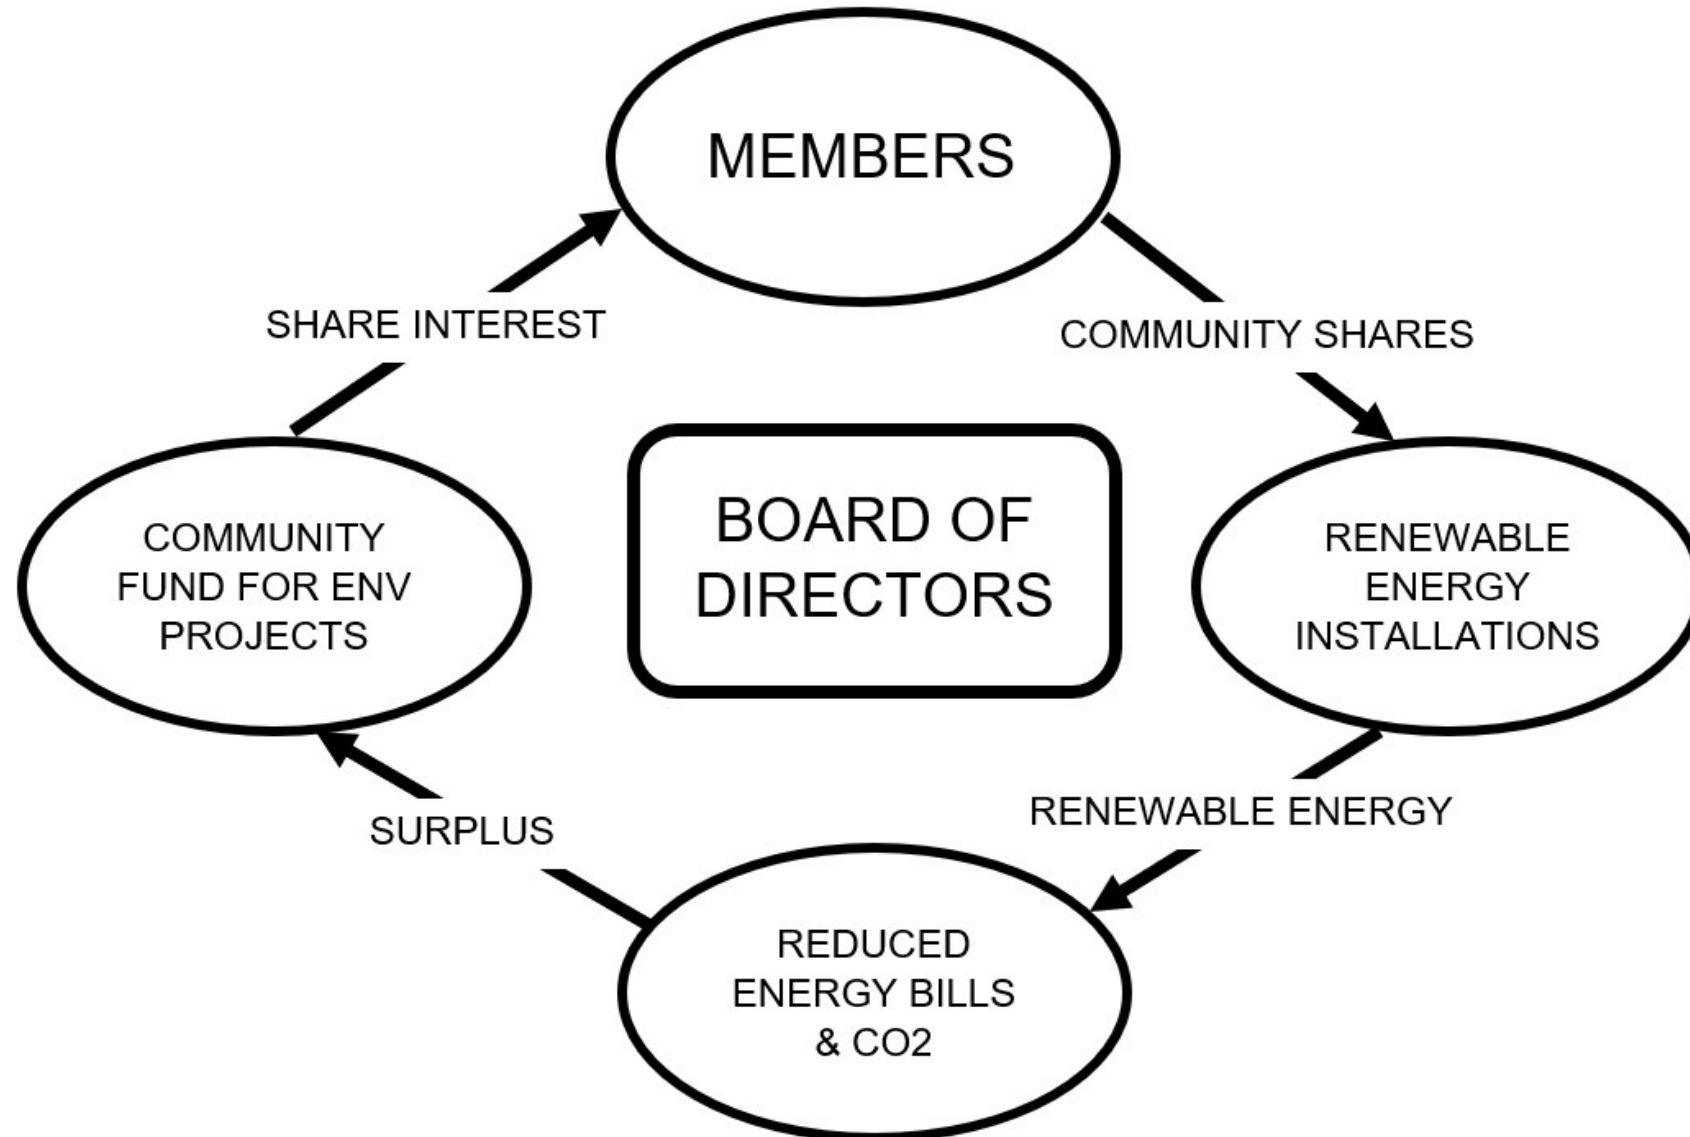 MEMBERS
SHARE INTEREST
COMMUNITY SHARES
BOARD OF
DIRECTORS
COMMUNITY
FUND FOR ENV
PROJECTS
RENEWABLE
ENERGY
INSTALLATIONS
SURPLUS
RENEWABLE ENERGY
REDUCED
ENERGY BILLS
& CO2